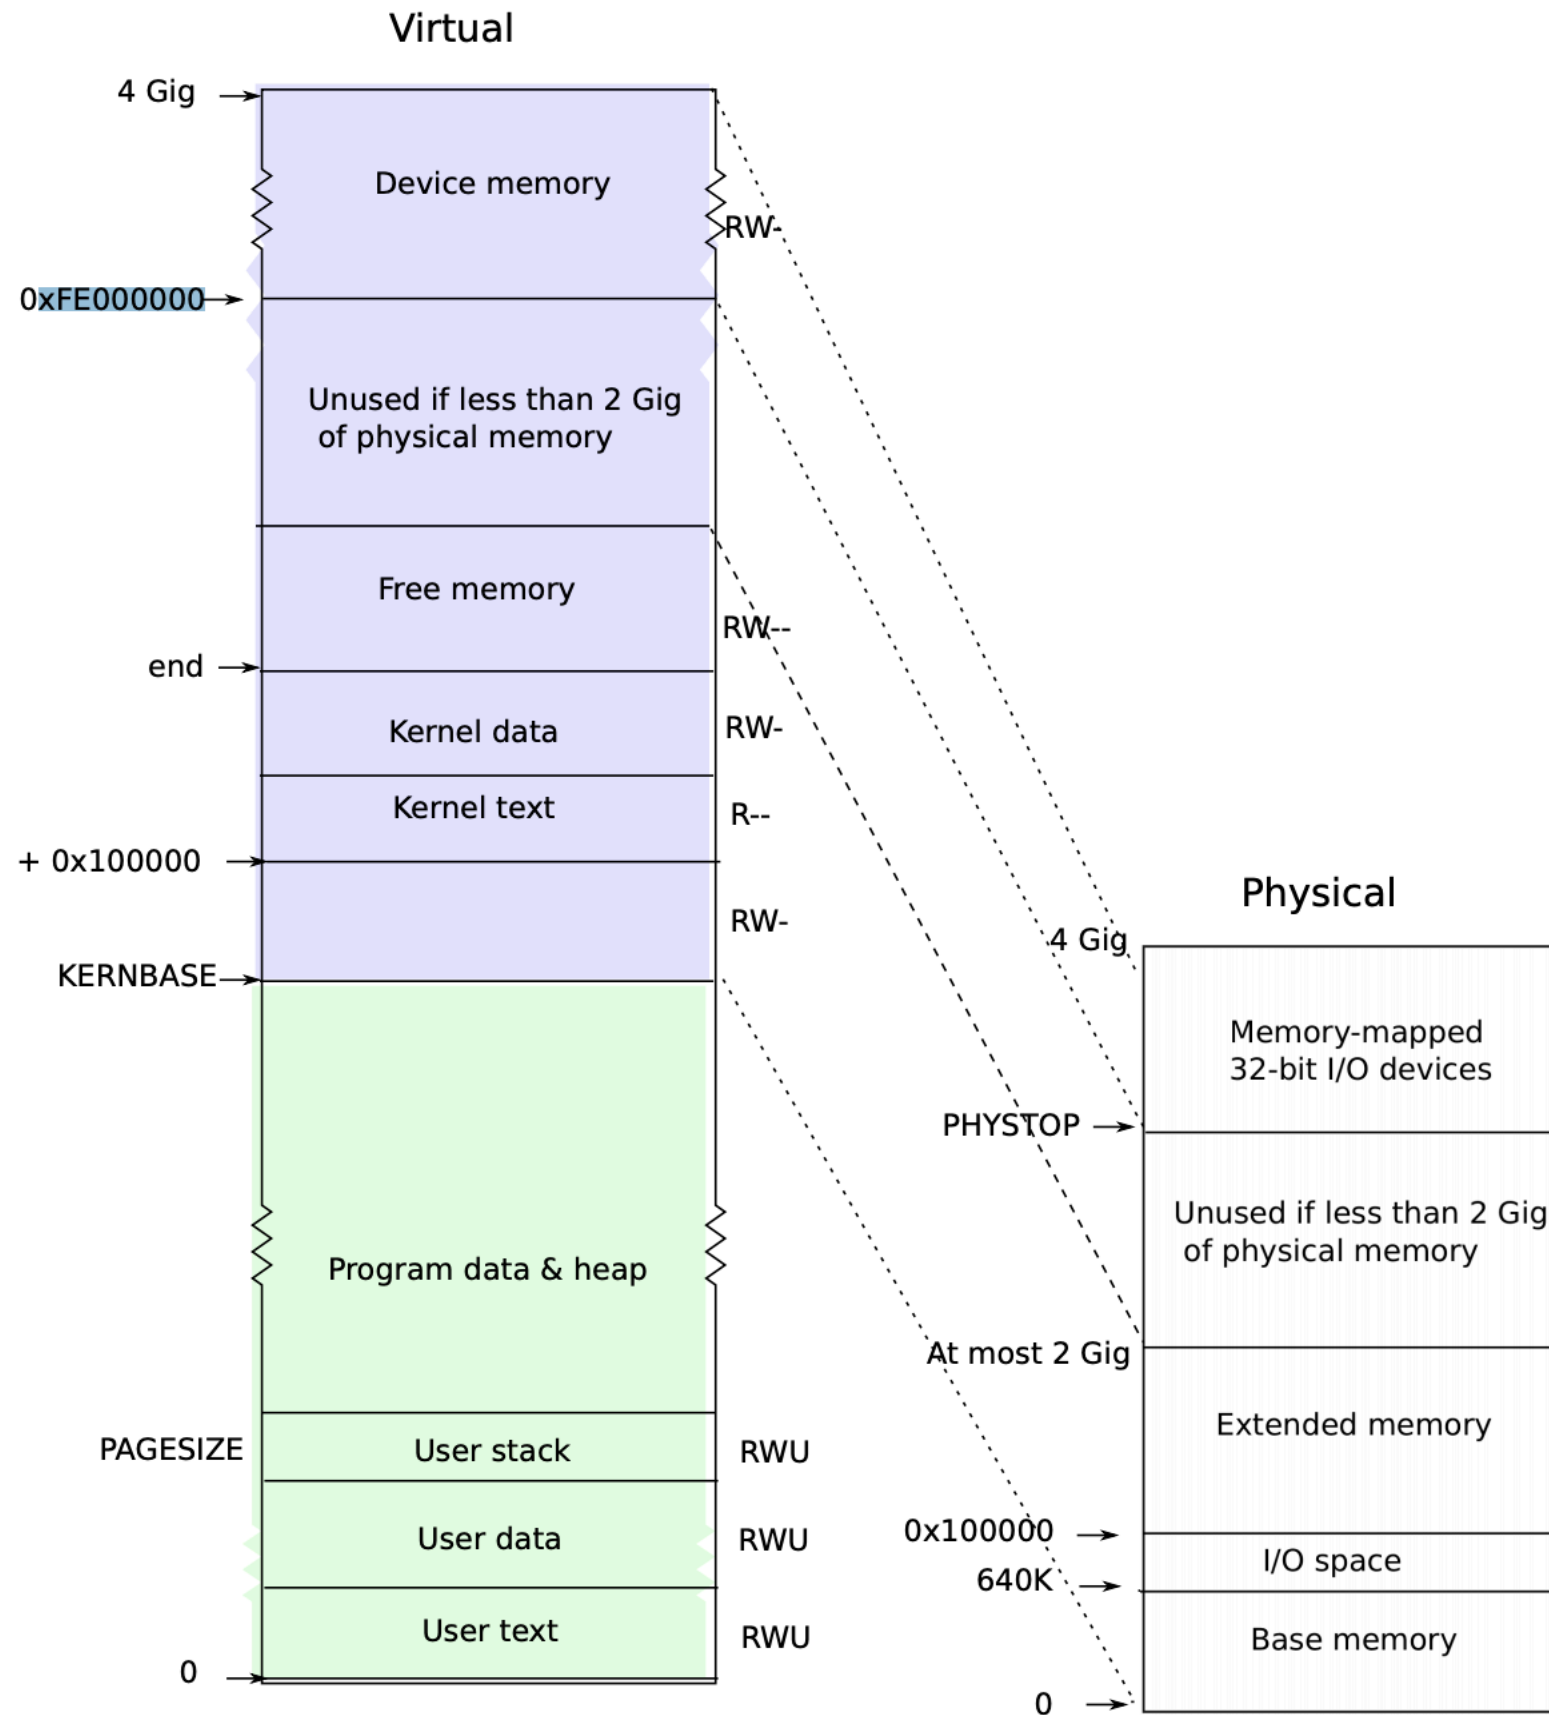 Virtual
4 Gig
Device memory
RW-
0xFE000000
Unused if less than 2 Gig
of physical memory
Free memory
RW--
end
Kernel data
RW-
Kernel text
R--
+ 0x100000
RW-
KERNBASE
Program data & heap
PAGESIZE
User stack
RWU
User data
RWU
User text
RWU
0
Physical
4 Gig
Memory-mapped
32-bit I/O devices
PHYSTOP
Unused if less than 2 Gig
of physical memory
At most 2 Gig
Extended memory
0x100000
I/O space
640K
Base memory
0